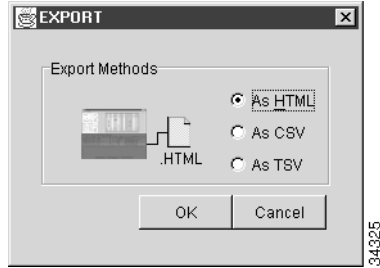 EXPORT
Export Methods
As HTML
As CSV
As TSV
.HTML
OK
Cancel
34325